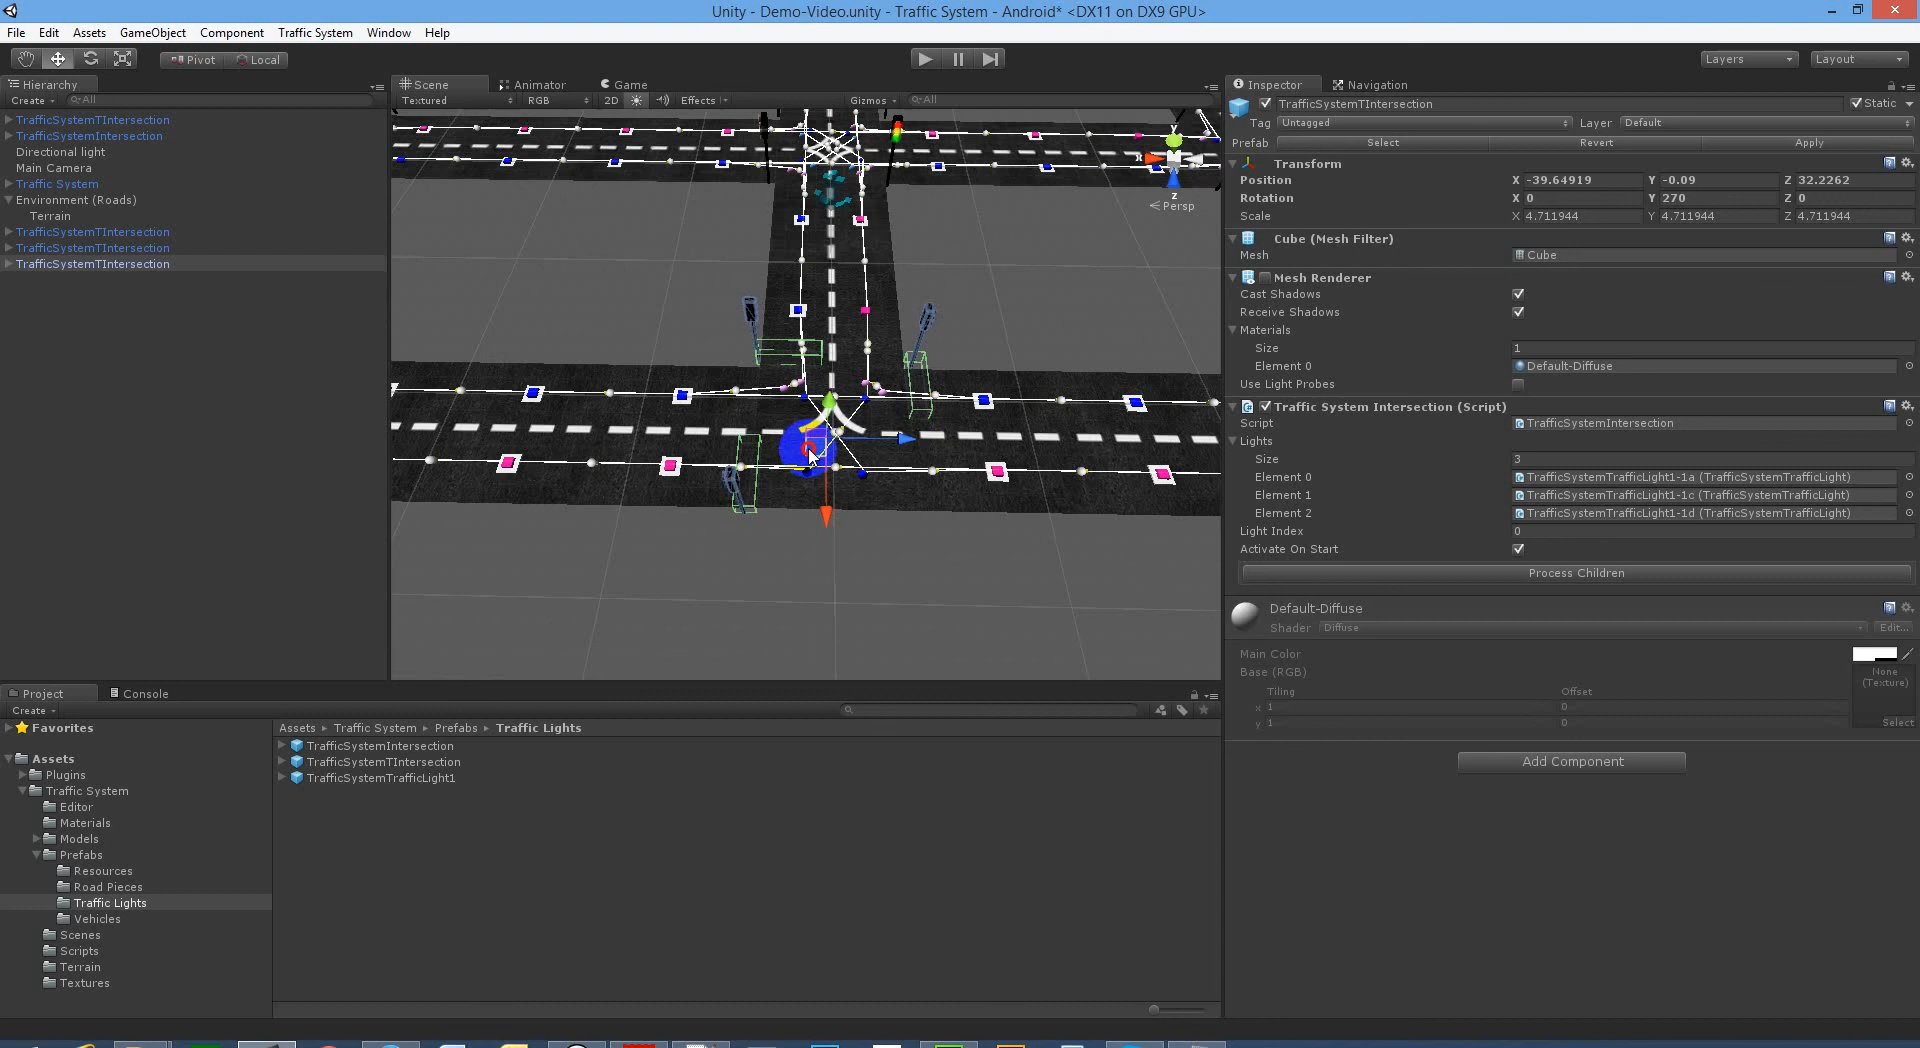 Unity - Demo-Video.unity - Traffic System - Android* <DX11 on DX9 GPU>
File Edit Assets GameObject Component Traffic System Window Help
Pivot Local Layers Layout
Hierarchy
Create All
TrafficSystemTIntersection
TrafficSystemIntersection
Directional light
Main Camera
Traffic System
Environment (Roads)
Terrain
TrafficSystemTIntersection
TrafficSystemTIntersection
TrafficSystemTIntersection
Scene Animator Game
Textured RGB 2D Effects Gizmos All
y
x
z
Persp
Inspector Navigation
TrafficSystemTIntersection Static
Tag Untagged Layer Default
Prefab Select Revert Apply
Transform
Position X -39.64919 Y -0.09 Z 32.2262
Rotation X 0 Y 270 Z 0
Scale X 4.711944 Y 4.711944 Z 4.711944
Cube (Mesh Filter)
Mesh Cube
Mesh Renderer
Cast Shadows
Receive Shadows
Materials
Size 1
Element 0 Default-Diffuse
Use Light Probes
Traffic System Intersection (Script)
Script TrafficSystemIntersection
Lights
Size 3
Element 0 TrafficSystemTrafficLight1-1a (TrafficSystemTrafficLight)
Element 1 TrafficSystemTrafficLight1-1c (TrafficSystemTrafficLight)
Element 2 TrafficSystemTrafficLight1-1d (TrafficSystemTrafficLight)
Light Index 0
Activate On Start
Process Children
Default-Diffuse
Shader Diffuse Edit...
Main Color
Base (RGB) None
(Texture)
Tiling Offset
x 1 0
y 1 0 Select
Add Component
Project Console
Create
Favorites
Assets
Plugins
Traffic System
Editor
Materials
Models
Prefabs
Resources
Road Pieces
Traffic Lights
Vehicles
Scenes
Scripts
Terrain
Textures
Assets Traffic System Prefabs Traffic Lights
TrafficSystemIntersection
TrafficSystemTIntersection
TrafficSystemTrafficLight1